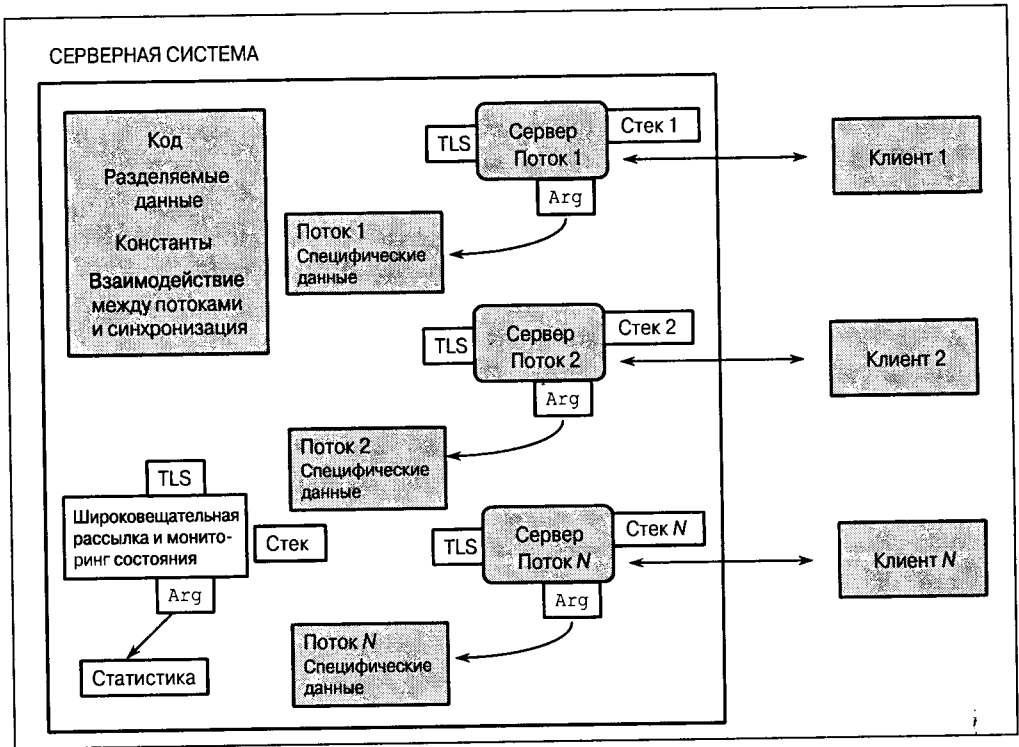 СЕРВЕРНАЯ СИСТЕМА
Код
Разделяемые
данные
Константы
Взаимодействие
между потоками
и синхронизация
TLS
Сервер
Поток 1
Стек 1
Arg
Клиент 1
Поток 1
Специфические
данные
TLS
Сервер
Поток 2
Стек 2
Arg
Клиент 2
Поток 2
Специфические
данные
TLS
Широковещательная
рассылка и монито-
ринг состояния
Стек
Arg
Статистика
TLS
Сервер
Поток N
Стек N
Arg
Клиент N
Поток N
Специфические
данные